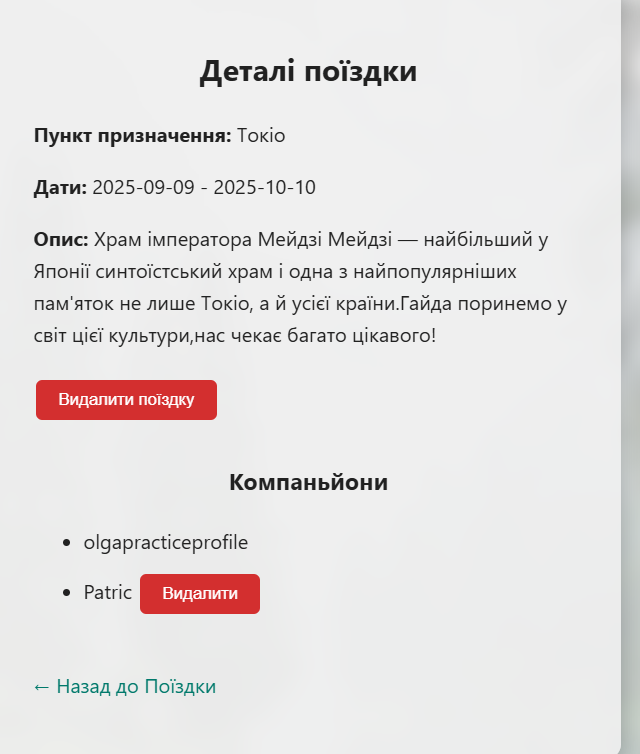 Деталі поїздки
Пункт призначення: Токіо
Дати: 2025-09-09 - 2025-10-10
Опис: Храм імператора Мейдзі Мейдзі — найбільший у
Японії синтоїстський храм і одна з найпопулярніших
пам'яток не лише Токіо, а й усієї країни.Гайда поринемо у
світ цієї культури,нас чекає багато цікавого!
Видалити поїздку
Компаньйони
• olgapracticeprofile
• Patric Видалити
← Назад до Поїздки